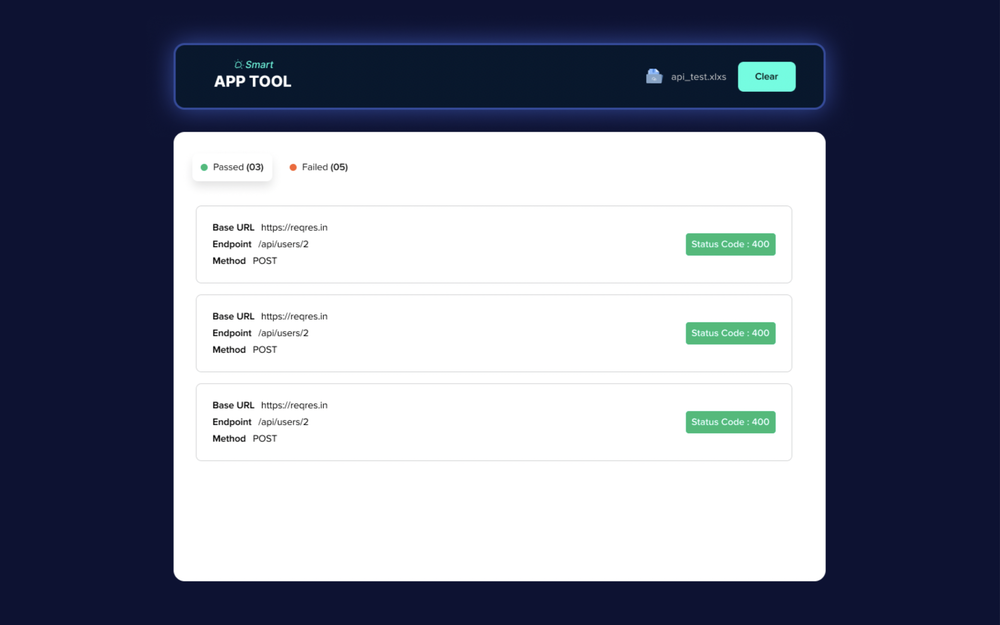 Smart
APP TOOL
api_test.xlxs
Clear
Passed (03)
Failed (05)
Base URL https://reqres.in
Endpoint /api/users/2
Method POST
Status Code : 400
Base URL https://reqres.in
Endpoint /api/users/2
Method POST
Status Code : 400
Base URL https://reqres.in
Endpoint /api/users/2
Method POST
Status Code : 400